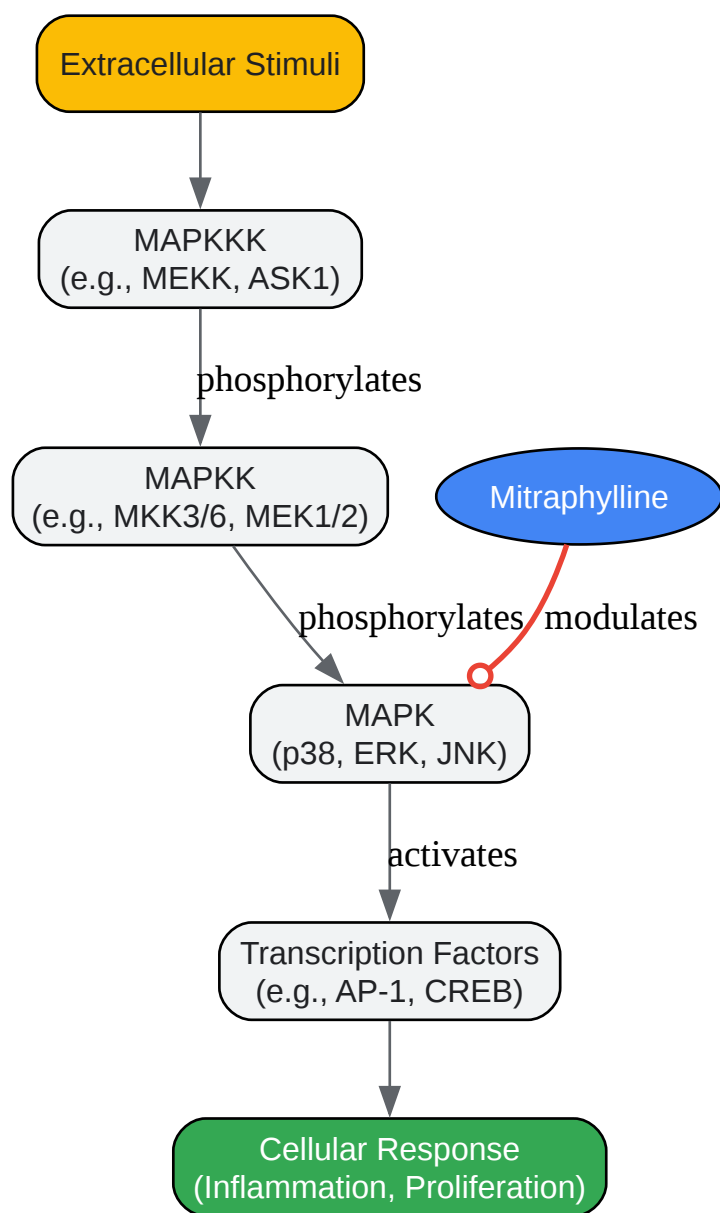 Extracellular Stimuli
MAPKKK
(e.g., MEKK, ASK1)
phosphorylates
MAPKK
(e.g., MKK3/6, MEK1/2)
Mitraphylline
phosphorylates
modulates
MAPK
(p38, ERK, JNK)
activates
Transcription Factors
(e.g., AP-1, CREB)
Cellular Response
(Inflammation, Proliferation)